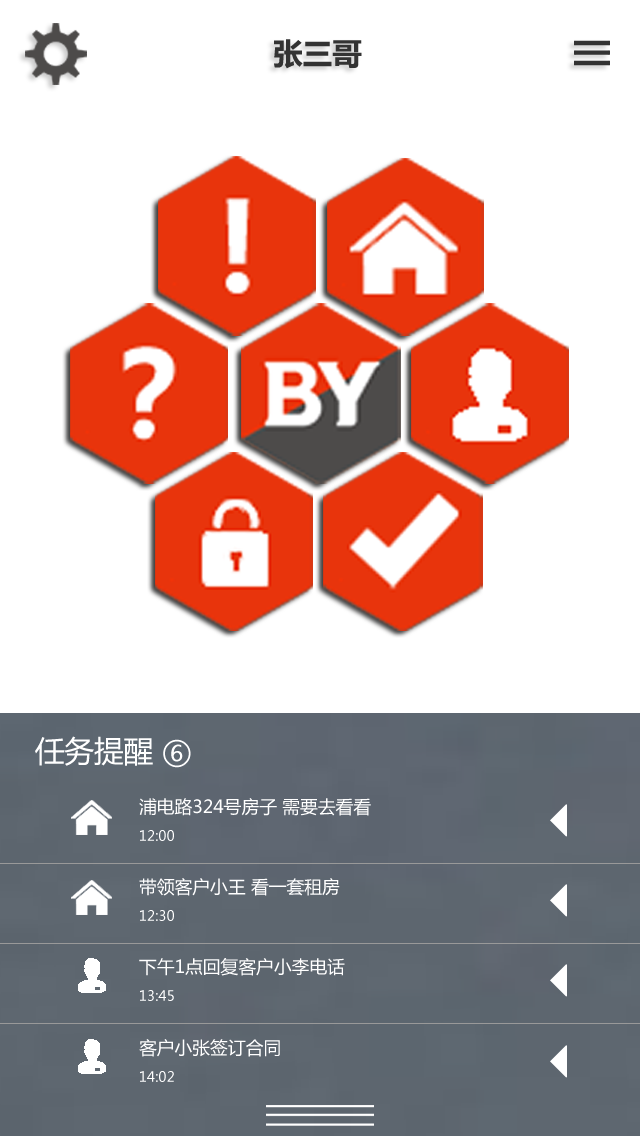 张三哥
!
?
BY
任务提醒 ⑥
浦电路324号房子 需要去看看
12:00
带领客户小王 看一套租房
12:30
下午1点回复客户小李电话
13:45
客户小张签订合同
14:02